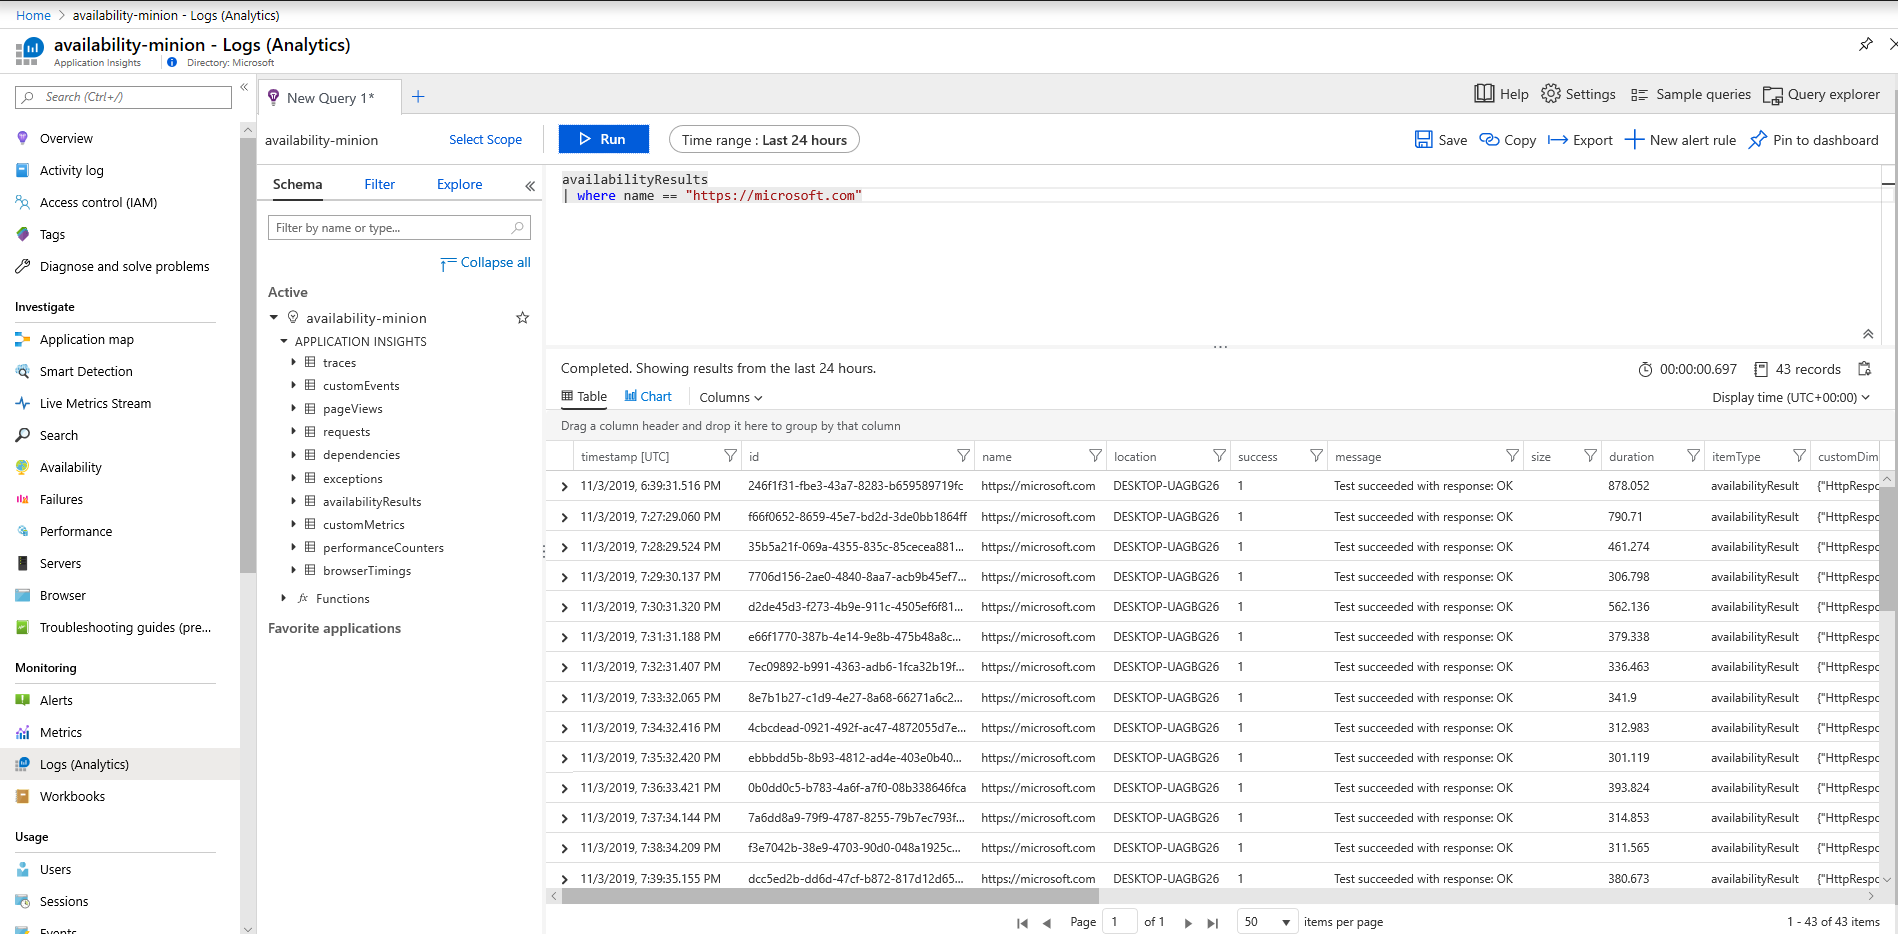 Home > availability-minion - Logs (Analytics)
availability-minion - Logs (Analytics)
Application Insights
Directory: Microsoft
Search (Ctrl+/)
Overview
Activity log
Access control (IAM)
Tags
Diagnose and solve problems
Investigate
Application map
Smart Detection
Live Metrics Stream
Search
Availability
Failures
Performance
Servers
Browser
Troubleshooting guides (pre...
Monitoring
Alerts
Metrics
Logs (Analytics)
Workbooks
Usage
Users
Sessions
Events
New Query 1*
Help
Settings
Sample queries
Query explorer
availability-minion
Select Scope
Run
Time range : Last 24 hours
Save
Copy
Export
New alert rule
Pin to dashboard
Schema
Filter
Explore
Filter by name or type...
Collapse all
Active
availability-minion
APPLICATION INSIGHTS
traces
customEvents
pageViews
requests
dependencies
exceptions
availabilityResults
customMetrics
performanceCounters
browserTimings
fx Functions
Favorite applications
availabilityResults
| where name == "https://microsoft.com"
Completed. Showing results from the last 24 hours.
00:00:00.697
43 records
Table
Chart
Columns
Display time (UTC+00:00)
Drag a column header and drop it here to group by that column
timestamp [UTC] id name location success message size duration itemType customDim
11/3/2019, 6:39:31.516 PM 246f1f31-fbe3-43a7-8283-b659589719fc https://microsoft.com DESKTOP-UAGBG26 1 Test succeeded with response: OK 878.052 availabilityResult {"HttpRespo
11/3/2019, 7:27:29.060 PM f66f0652-8659-45e7-bd2d-3de0bb1864ff https://microsoft.com DESKTOP-UAGBG26 1 Test succeeded with response: OK 790.71 availabilityResult {"HttpRespo
11/3/2019, 7:28:29.524 PM 35b5a21f-069a-4355-835c-85cecea881... https://microsoft.com DESKTOP-UAGBG26 1 Test succeeded with response: OK 461.274 availabilityResult {"HttpRespo
11/3/2019, 7:29:30.137 PM 7706d156-2ae0-4840-8aa7-acb9b45ef7... https://microsoft.com DESKTOP-UAGBG26 1 Test succeeded with response: OK 306.798 availabilityResult {"HttpRespo
11/3/2019, 7:30:31.320 PM d2de45d3-f273-4b9e-911c-4505ef6f81... https://microsoft.com DESKTOP-UAGBG26 1 Test succeeded with response: OK 562.136 availabilityResult {"HttpRespo
11/3/2019, 7:31:31.188 PM e66f1770-387b-4e14-9e8b-475b48a8c... https://microsoft.com DESKTOP-UAGBG26 1 Test succeeded with response: OK 379.338 availabilityResult {"HttpRespo
11/3/2019, 7:32:31.407 PM 7ec09892-b991-4363-adb6-1fca32b19f... https://microsoft.com DESKTOP-UAGBG26 1 Test succeeded with response: OK 336.463 availabilityResult {"HttpRespo
11/3/2019, 7:33:32.065 PM 8e7b1b27-c1d9-4e27-8a68-66271a6c2... https://microsoft.com DESKTOP-UAGBG26 1 Test succeeded with response: OK 341.9 availabilityResult {"HttpRespo
11/3/2019, 7:34:32.416 PM 4cbcdead-0921-492f-ac47-4872055d7e... https://microsoft.com DESKTOP-UAGBG26 1 Test succeeded with response: OK 312.983 availabilityResult {"HttpRespo
11/3/2019, 7:35:32.420 PM ebbbdd5b-8b93-4812-ad4e-403e0b40... https://microsoft.com DESKTOP-UAGBG26 1 Test succeeded with response: OK 301.119 availabilityResult {"HttpRespo
11/3/2019, 7:36:33.421 PM 0b0dd0c5-b783-4a6f-a7f0-08b338646fca https://microsoft.com DESKTOP-UAGBG26 1 Test succeeded with response: OK 393.824 availabilityResult {"HttpRespo
11/3/2019, 7:37:34.144 PM 7a6dd8a9-79f9-4787-8255-79b7ec793f... https://microsoft.com DESKTOP-UAGBG26 1 Test succeeded with response: OK 314.853 availabilityResult {"HttpRespo
11/3/2019, 7:38:34.209 PM f3e7042b-38e9-4703-90d0-048a1925c... https://microsoft.com DESKTOP-UAGBG26 1 Test succeeded with response: OK 311.565 availabilityResult {"HttpRespo
11/3/2019, 7:39:35.155 PM dcc5ed2b-dd6d-47cf-b872-817d12d65... https://microsoft.com DESKTOP-UAGBG26 1 Test succeeded with response: OK 380.673 availabilityResult {"HttpRespo
Page 1 of 1
50 items per page
1 - 43 of 43 items